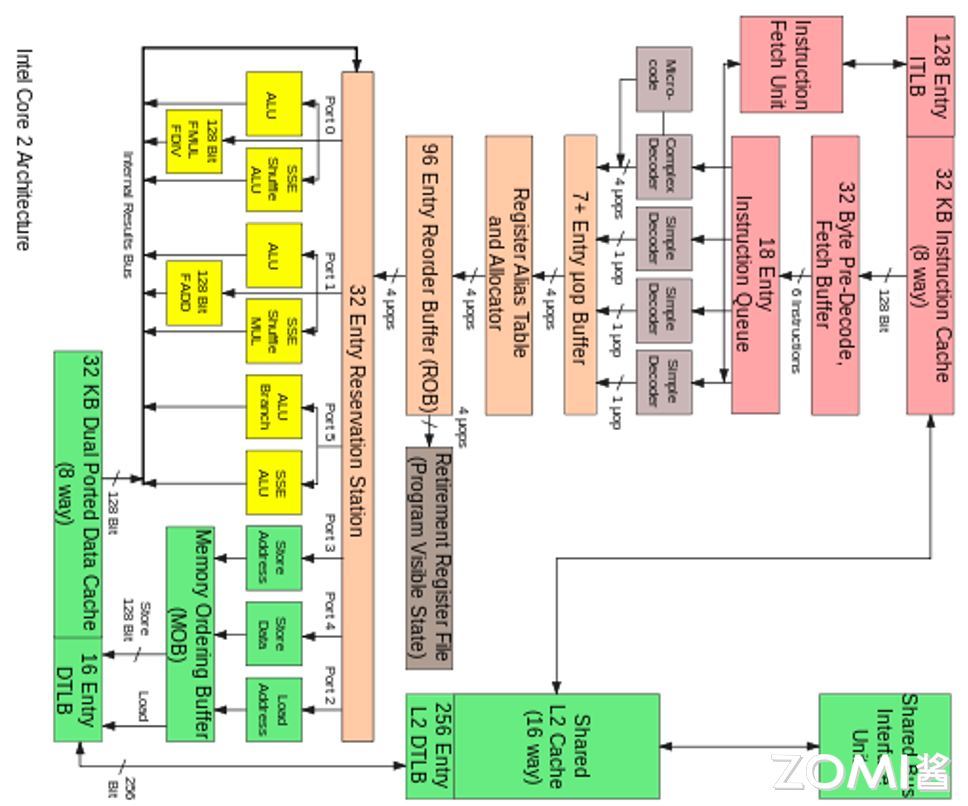 128 Entry
ITLB
32 KB Instruction Cache
(8 way)
Instruction
Fetch Unit
128 Bit
32 Byte Pre-Decode,
Fetch Buffer
6 Instructions
18 Entry
Instruction Queue
Micro-
code
Complex
Decoder
Simple
Decoder
Simple
Decoder
Simple
Decoder
4 µops
1 µop
1 µop
1 µop
7+ Entry µop Buffer
4 µops
Register Alias Table
and Allocator
4 µops
96 Entry Reorder Buffer (ROB)
4 µops
Retirement Register File
(Program Visible State)
4 µops
32 Entry Reservation Station
Port 0
Port 1
Port 5
Port 3
Port 4
Port 2
ALU
SSE
Shuffle
ALU
128 Bit
FMUL
FDIV
ALU
SSE
Shuffle
MUL
128 Bit
FADD
ALU
Branch
SSE
ALU
Store
Address
Store
Data
Load
Address
Internal Results Bus
Memory Ordering Buffer
(MOB)
128 Bit
Store
128 Bit
Load
32 KB Dual Ported Data Cache
(8 way)
16 Entry
DTLB
256
Bit
256 Entry
L2 DTLB
Shared
L2 Cache
(16 way)
Shared Bus
Interface
Unit
Intel Core 2 Architecture
ZOMI酱